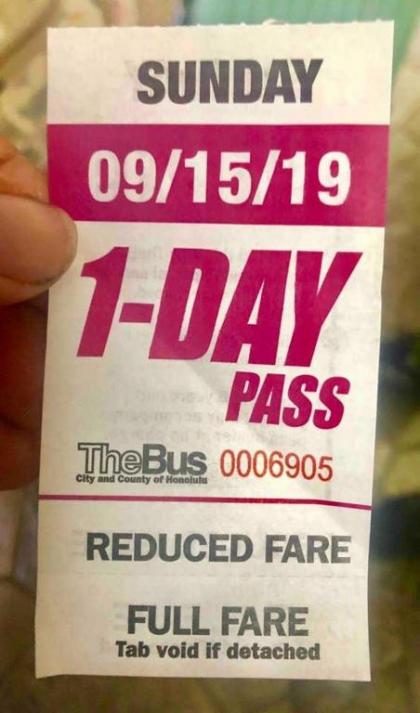 SUNDAY
09/15/19
1-DAY
PASS
TheBus 0006905
City and County of Honolulu
REDUCED FARE
FULL FARE
Tab void if detached